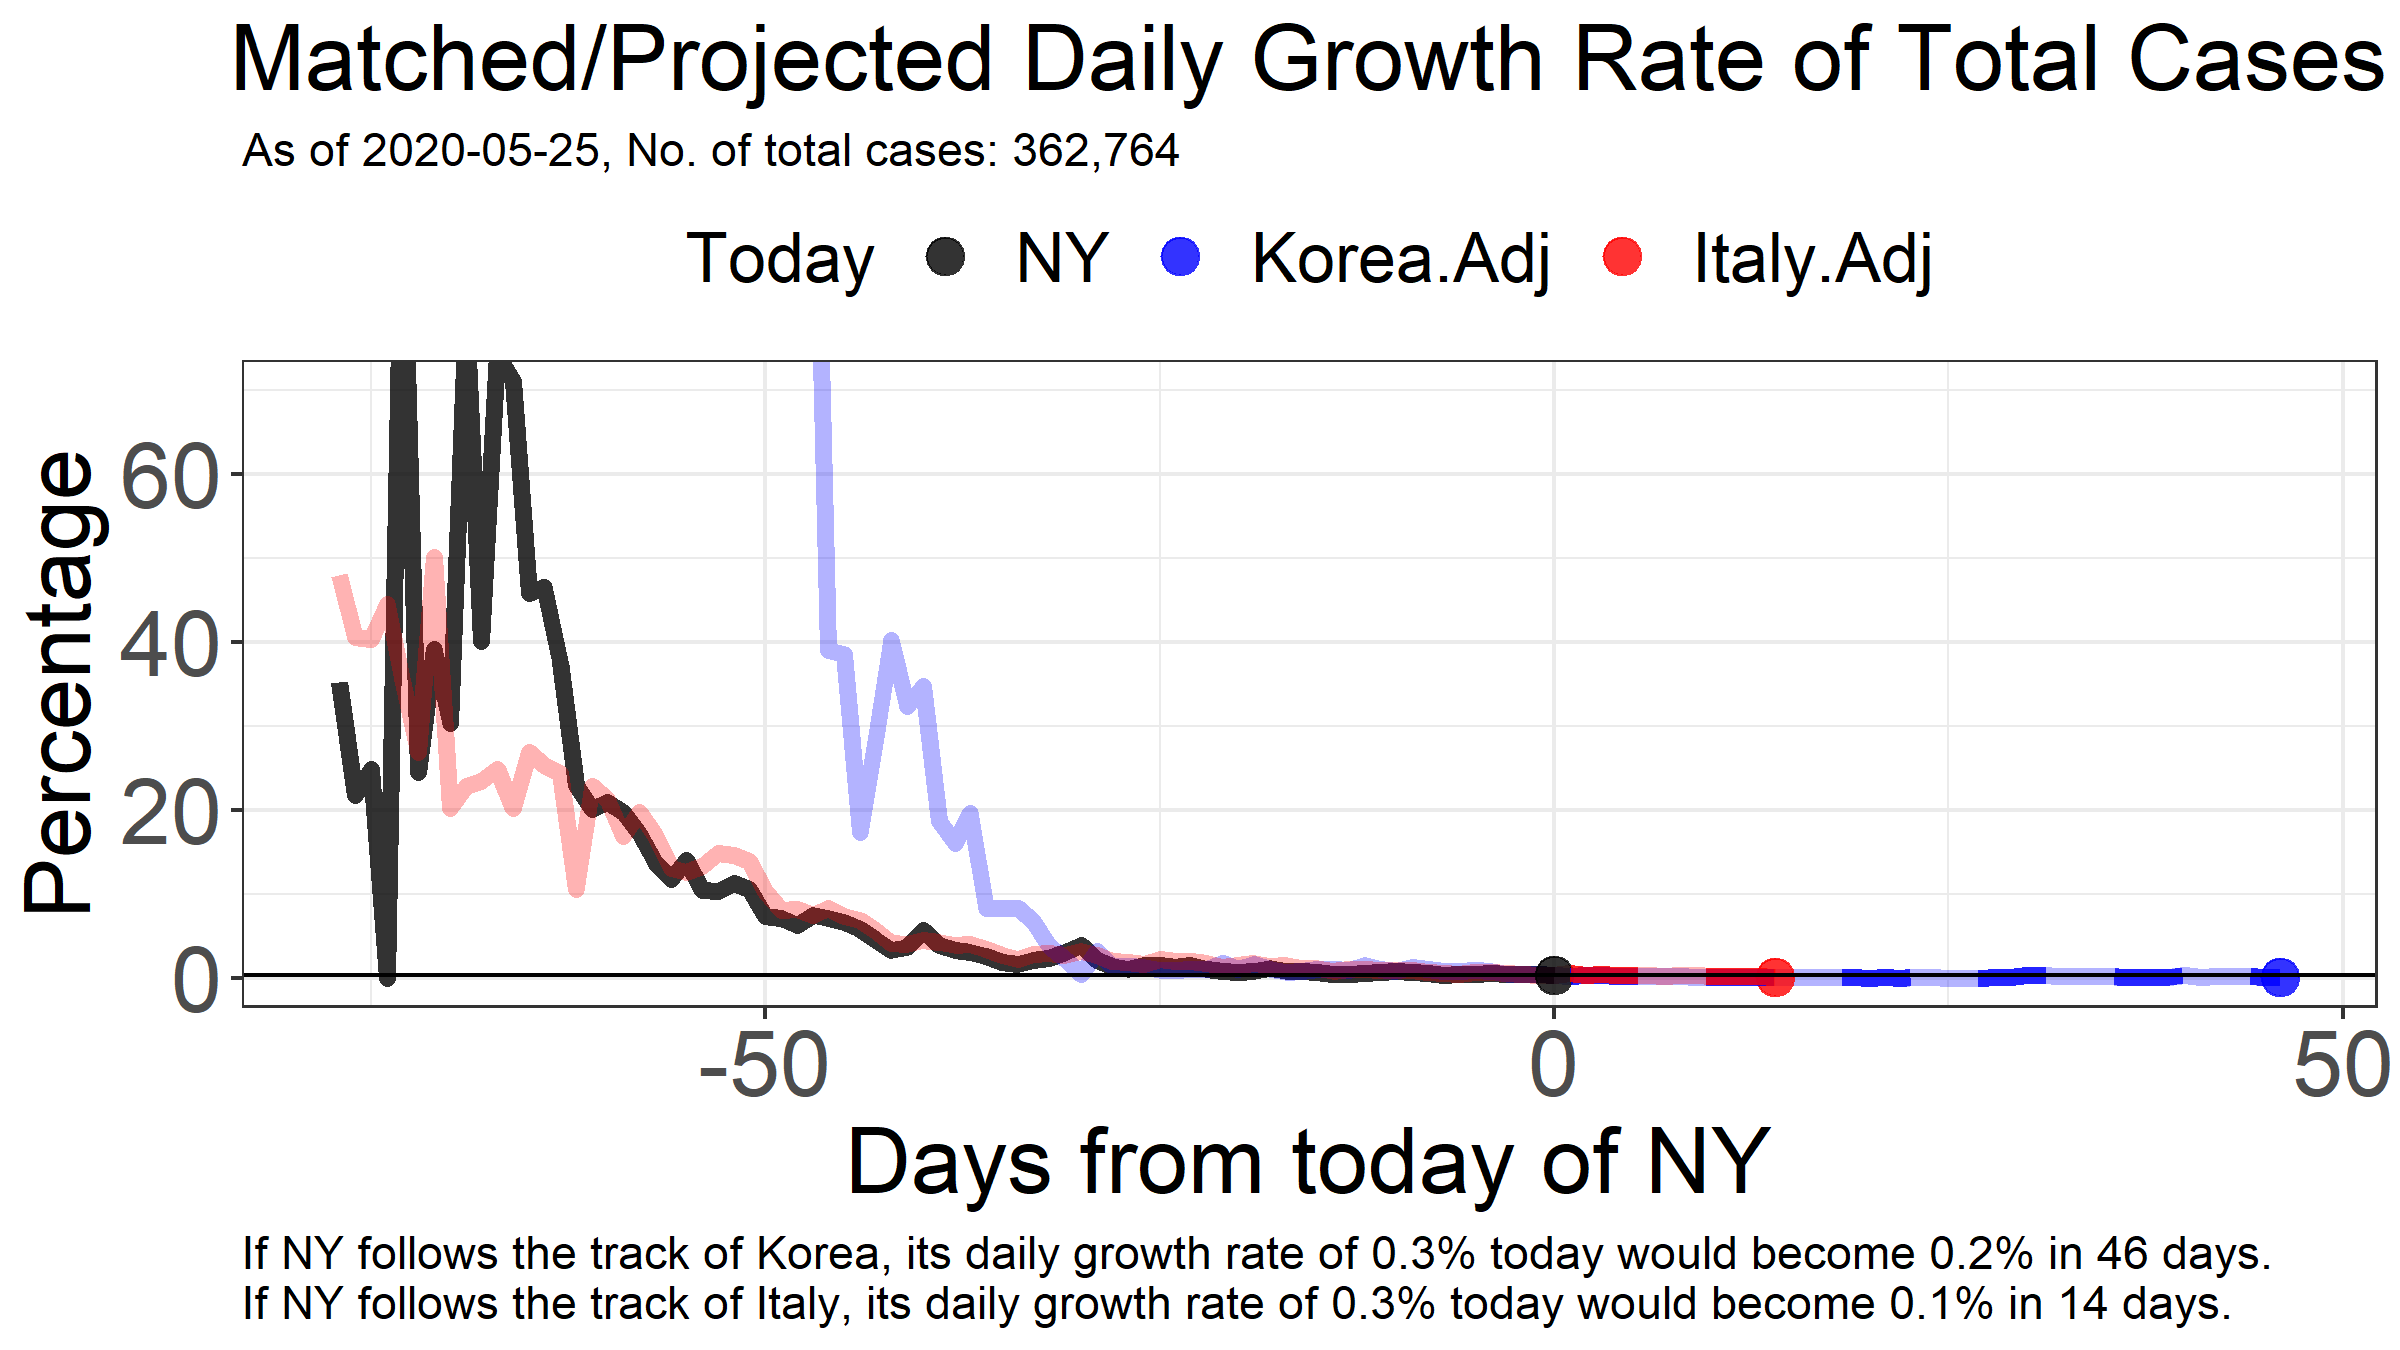 Matched/Projected Daily Growth Rate of Total Cases
As of 2020-05-25, No. of total cases: 362,764
Today NY Korea.Adj Italy.Adj
Percentage
60
40
20
0
-50 0 50
Days from today of NY
If NY follows the track of Korea, its daily growth rate of 0.3% today would become 0.2% in 46 days.
If NY follows the track of Italy, its daily growth rate of 0.3% today would become 0.1% in 14 days.